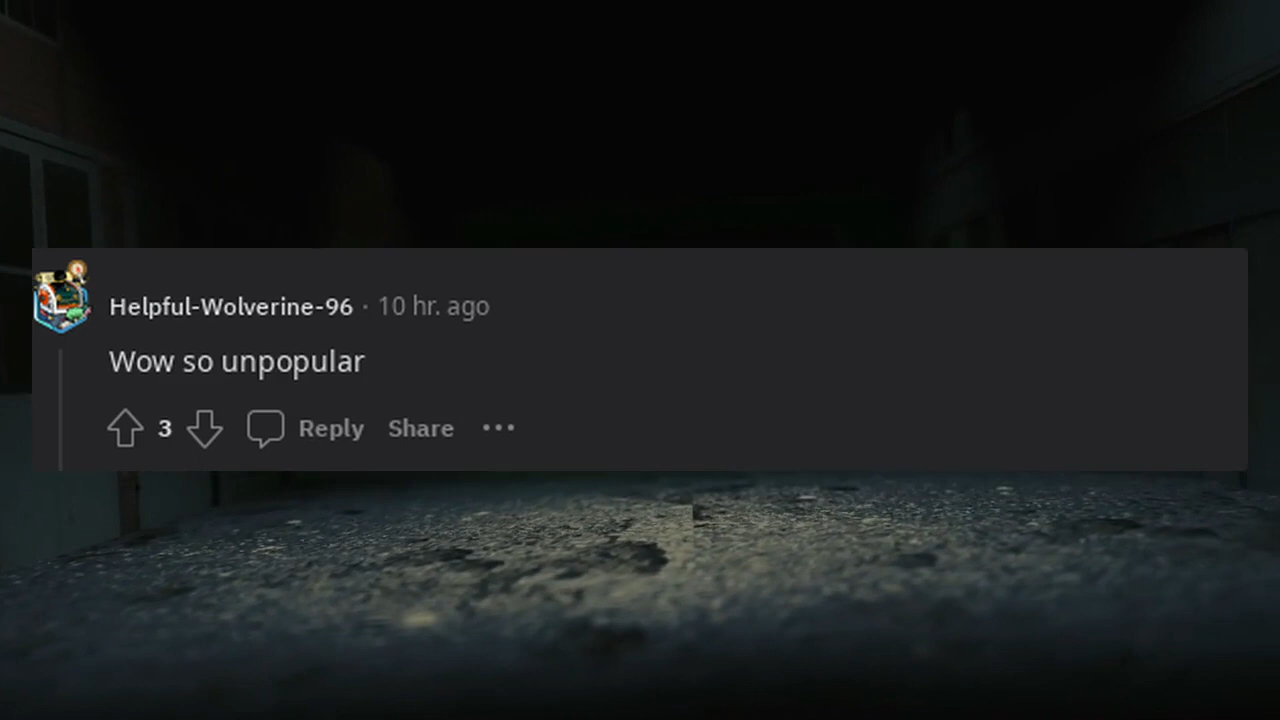 Helpful-Wolverine-96 · 10 hr. ago
Wow so unpopular
3 Reply Share •••